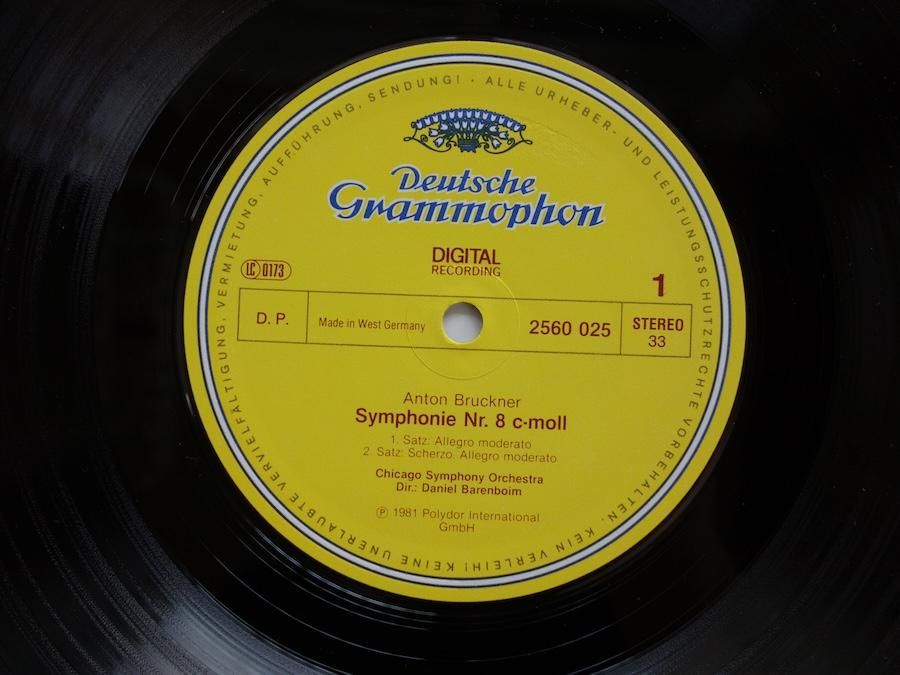 ALLE URHEBER- UND LEISTUNGSSCHUTZRECHTE VORBEHALTEN· KEIN VERLEIH! KEINE UNERLAUBTE VERVIELFÄLTIGUNG, VERMIETUNG, AUFFÜHRUNG, SENDUNG! ·
Deutsche
Grammophon
DIGITAL
RECORDING
LC 0173
1
D. P.
Made in West Germany
2560 025
STEREO
33
Anton Bruckner
Symphonie Nr. 8 c-moll
1. Satz: Allegro moderato
2. Satz: Scherzo. Allegro moderato
Chicago Symphony Orchestra
Dir.: Daniel Barenboim
℗ 1981 Polydor International
GmbH